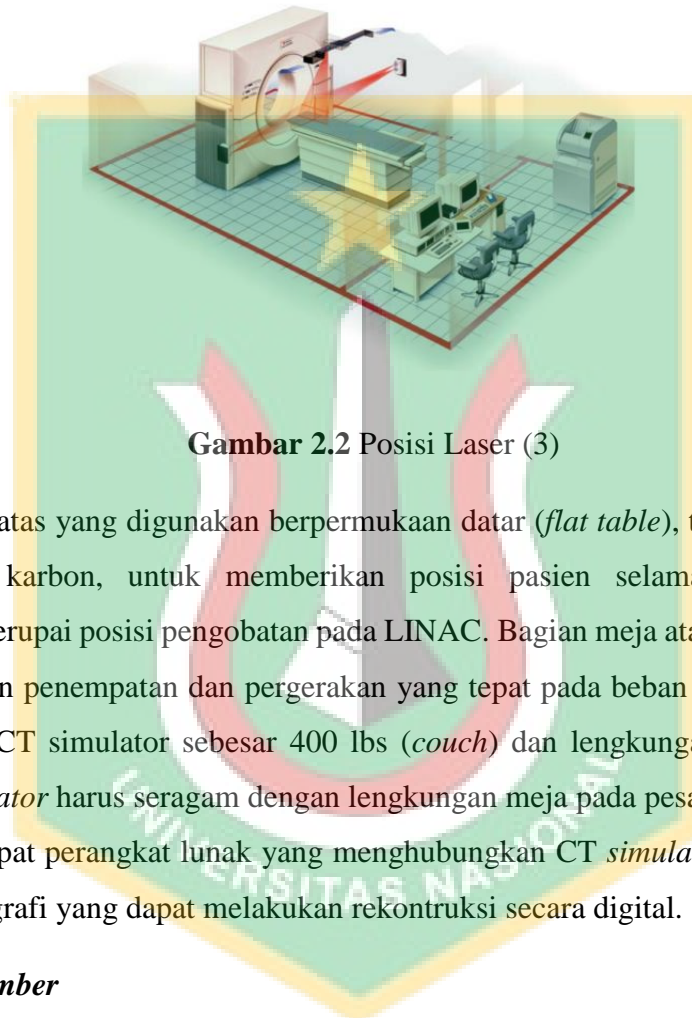 Gambar 2.2 Posisi Laser (3)
atas yang digunakan berpermukaan datar (flat table), t
karbon, untuk memberikan posisi pasien selama
erupai posisi pengobatan pada LINAC. Bagian meja ata
n penempatan dan pergerakan yang tepat pada beban
CT simulator sebesar 400 lbs (couch) dan lengkunga
ator harus seragam dengan lengkungan meja pada pesa
pat perangkat lunak yang menghubungkan CT simula
grafi yang dapat melakukan rekontruksi secara digital.
UNIVERSITAS NASIONAL
mber